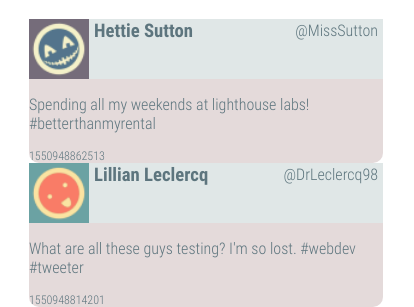 Hettie Sutton @MissSutton
Spending all my weekends at lighthouse labs!
#betterthanmyrental
1550948862513
Lillian Leclercq @DrLeclercq98
What are all these guys testing? I'm so lost. #webdev
#tweeter
1550948814201